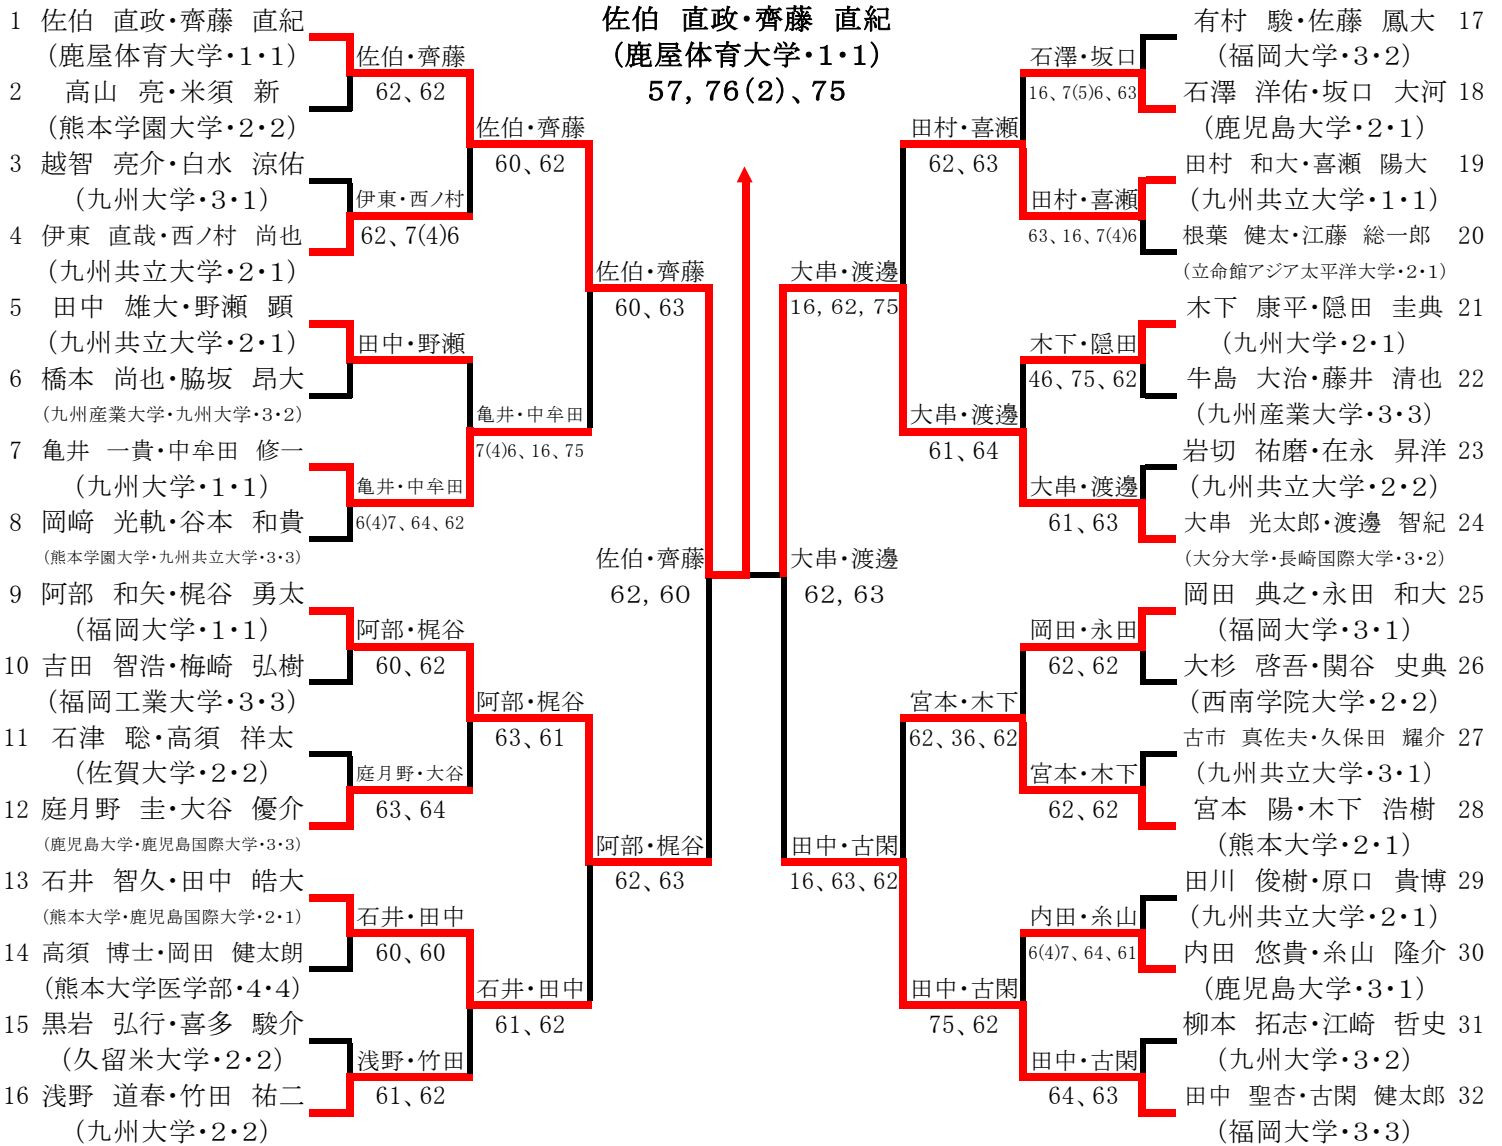 佐伯 直政・齊藤 直紀
(鹿屋体育大学・1・1)
57, 76(2)、75
1 佐伯 直政・齊藤 直紀
(鹿屋体育大学・1・1)
2 高山 亮・米須 新
(熊本学園大学・2・2)
3 越智 亮介・白水 涼佑
(九州大学・3・1)
4 伊東 直哉・西ノ村 尚也
(九州共立大学・2・1)
5 田中 雄大・野瀬 顕
(九州共立大学・2・1)
6 橋本 尚也・脇坂 昂大
(九州産業大学・九州大学・3・2)
7 亀井 一貴・中牟田 修一
(九州大学・1・1)
8 岡﨑 光軌・谷本 和貴
(熊本学園大学・九州共立大学・3・3)
9 阿部 和矢・梶谷 勇太
(福岡大学・1・1)
10 吉田 智浩・梅崎 弘樹
(福岡工業大学・3・3)
11 石津 聡・高須 祥太
(佐賀大学・2・2)
12 庭月野 圭・大谷 優介
(鹿児島大学・鹿児島国際大学・3・3)
13 石井 智久・田中 皓大
(熊本大学・鹿児島国際大学・2・1)
14 高須 博士・岡田 健太朗
(熊本大学医学部・4・4)
15 黒岩 弘行・喜多 駿介
(久留米大学・2・2)
16 浅野 道春・竹田 祐二
(九州大学・2・2)
佐伯・齊藤
62、62
伊東・西ノ村
62、7(4)6
田中・野瀬
亀井・中牟田
6(4)7、64、62
阿部・梶谷
60、62
庭月野・大谷
63、64
石井・田中
60、60
浅野・竹田
61、62
佐伯・齊藤
60、62
亀井・中牟田
7(4)6、16、75
阿部・梶谷
63、61
石井・田中
61、62
佐伯・齊藤
60、63
阿部・梶谷
62、63
佐伯・齊藤
62, 60
大串・渡邊
62、63
大串・渡邊
16, 62, 75
田中・古閑
16、63、62
田村・喜瀬
62、63
大串・渡邊
61、64
宮本・木下
62、36、62
田中・古閑
75、62
石澤・坂口
16、7(5)6、63
田村・喜瀬
63、16、7(4)6
木下・隠田
46、75、62
大串・渡邊
61、63
岡田・永田
62、62
宮本・木下
62、62
内田・糸山
6(4)7、64、61
田中・古閑
64、63
有村 駿・佐藤 鳳大 17
(福岡大学・3・2)
石澤 洋佑・坂口 大河 18
(鹿児島大学・2・1)
田村 和大・喜瀬 陽大 19
(九州共立大学・1・1)
根葉 健太・江藤 総一郎 20
(立命館アジア太平洋大学・2・1)
木下 康平・隠田 圭典 21
(九州大学・2・1)
牛島 大治・藤井 清也 22
(九州産業大学・3・3)
岩切 祐磨・在永 昇洋 23
(九州共立大学・2・2)
大串 光太郎・渡邊 智紀 24
(大分大学・長崎国際大学・3・2)
岡田 典之・永田 和大 25
(福岡大学・3・1)
大杉 啓吾・関谷 史典 26
(西南学院大学・2・2)
古市 真佐夫・久保田 耀介 27
(九州共立大学・3・1)
宮本 陽・木下 浩樹 28
(熊本大学・2・1)
田川 俊樹・原口 貴博 29
(九州共立大学・2・1)
内田 悠貴・糸山 隆介 30
(鹿児島大学・3・1)
柳本 拓志・江崎 哲史 31
(九州大学・3・2)
田中 聖杏・古閑 健太郎 32
(福岡大学・3・3)